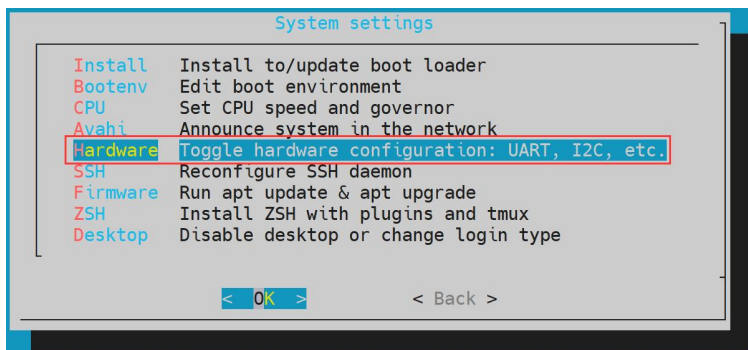 System settings
Install Install to/update boot loader
Bootenv Edit boot environment
CPU Set CPU speed and governor
Avahi Announce system in the network
Hardware Toggle hardware configuration: UART, I2C, etc.
SSH Reconfigure SSH daemon
Firmware Run apt update & apt upgrade
ZSH Install ZSH with plugins and tmux
Desktop Disable desktop or change login type
< OK > < Back >